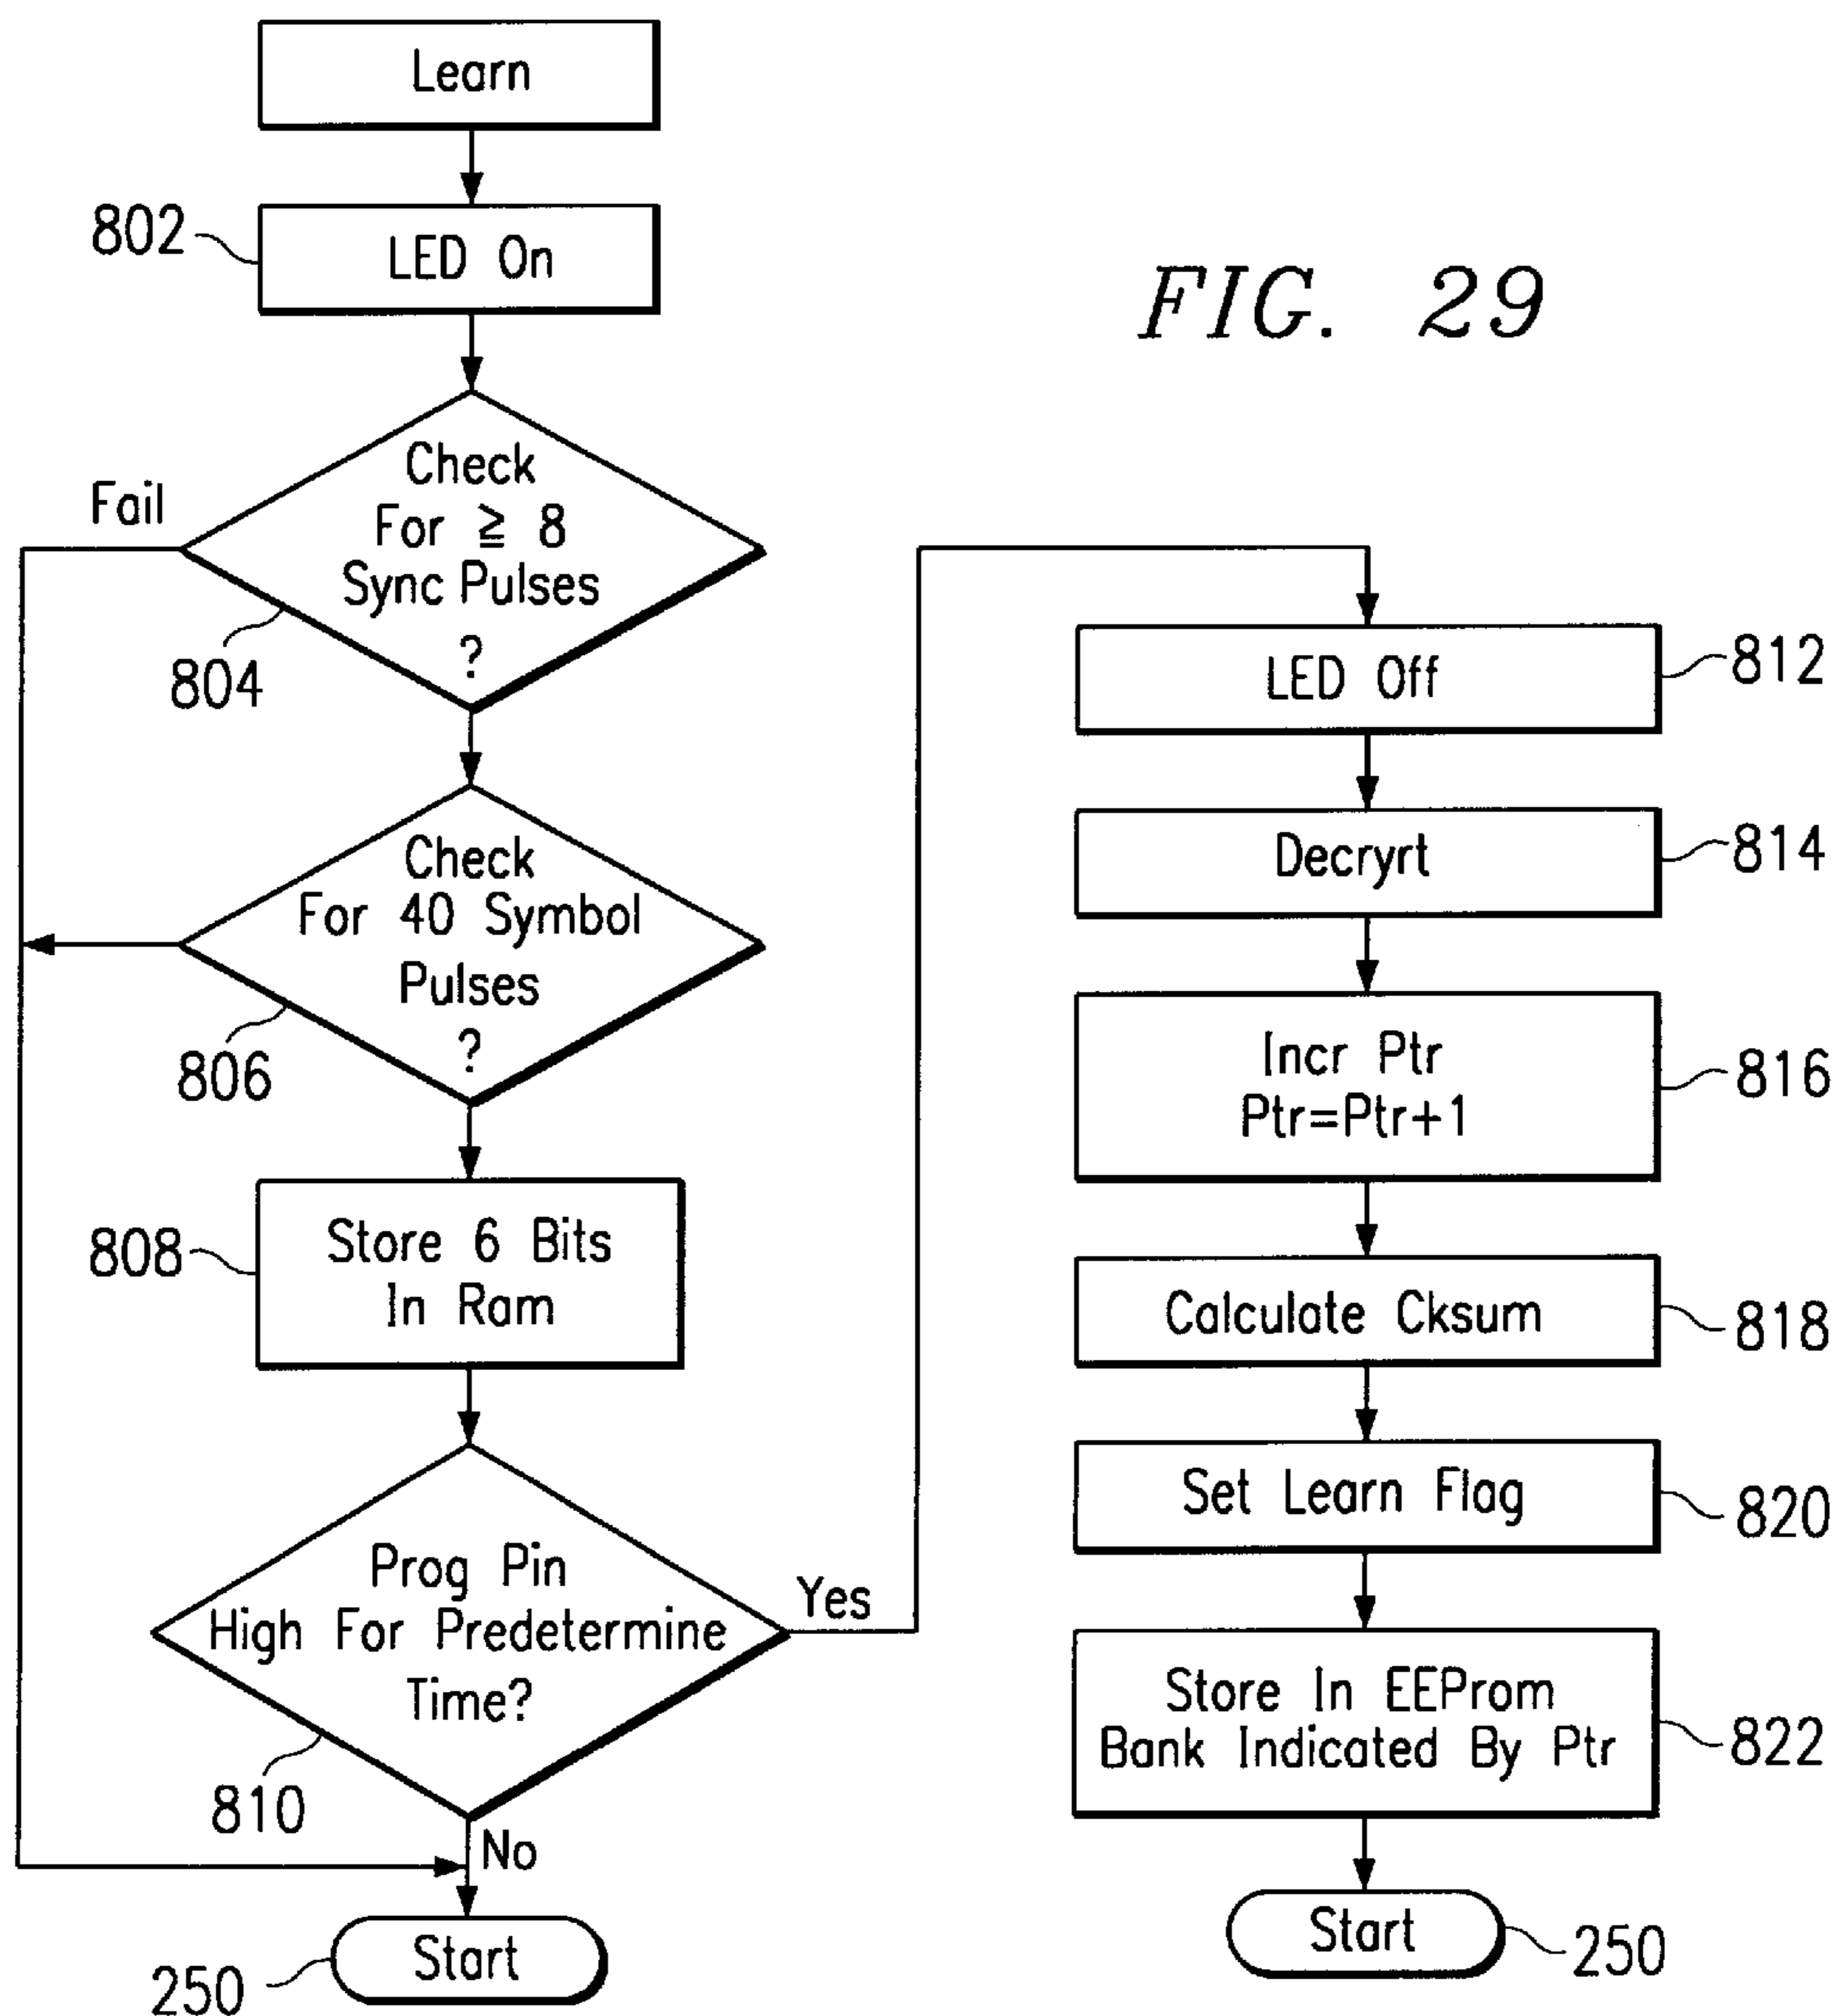 Learn
802
LED On
FIG. 29
Check
For ≧ 8
Sync Pulses
?
Fail
804
Check
For 40 Symbol
Pulses
?
806
808
Store 6 Bits
In Ram
Prog Pin
High For Predetermine
Time?
Yes
810
No
Start
250
LED Off
812
Decryrt
814
Incr Ptr
Ptr=Ptr+1
816
Calculate Cksum
818
Set Learn Flag
820
Store In EEProm
Bank Indicated By Ptr
822
Start
250